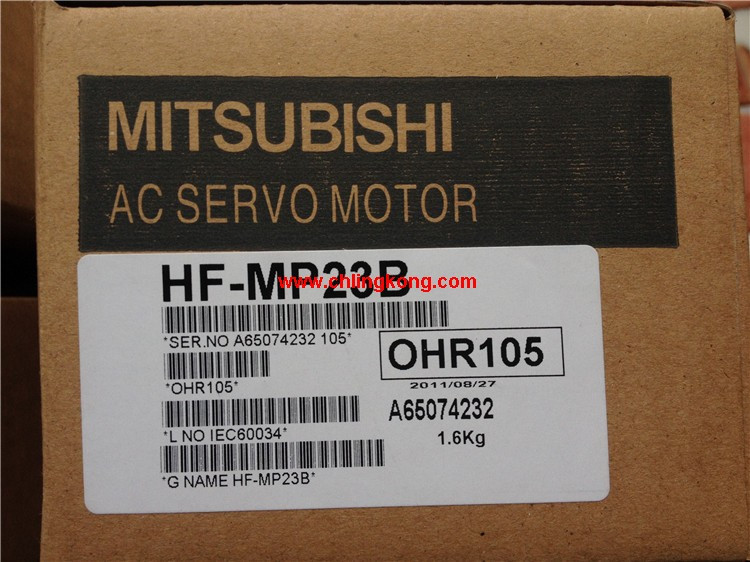 MITSUBISHI
AC SERVO MOTOR
HF-MP23B
www.chlingkong.com
*SER.NO A65074232 105*
OHR105
*OHR105*
2011/08/27
A65074232
*L NO IEC60034*
1.6Kg
*G NAME HF-MP23B*